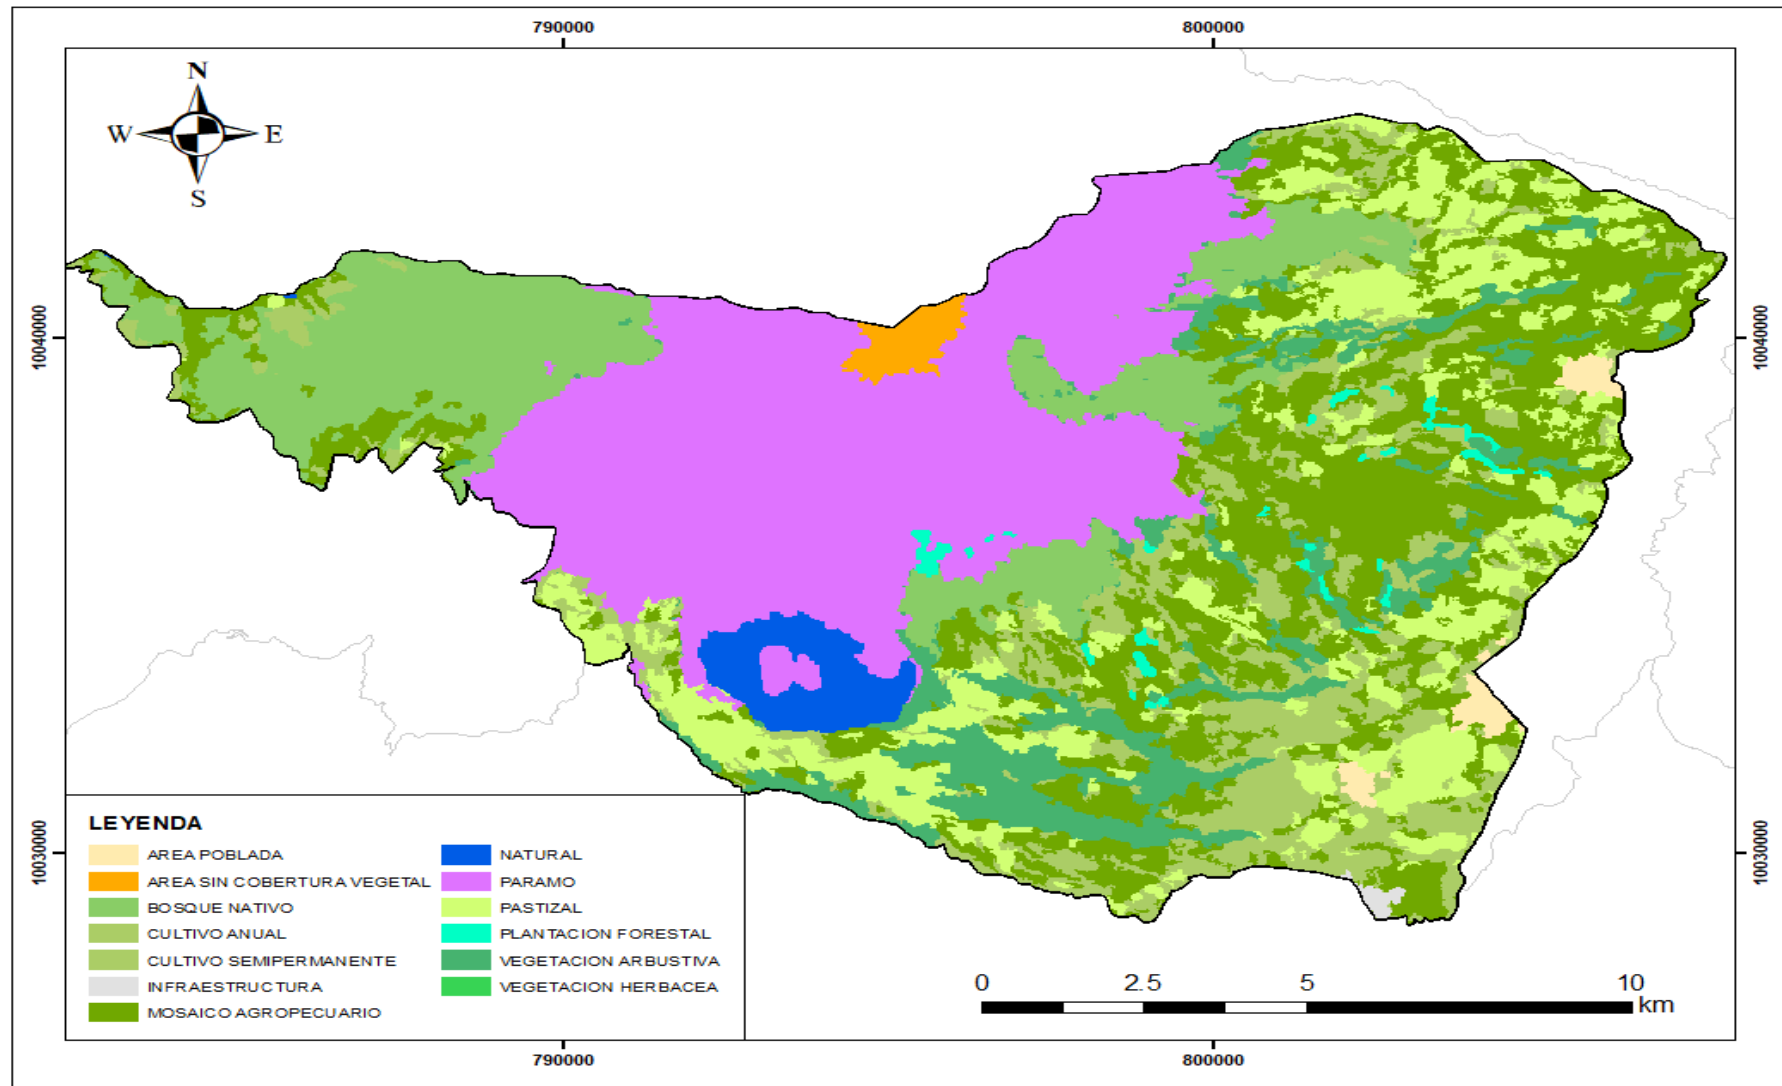 790000
800000
N
W
E
S
10040000
10040000
LEYENDA
AREA POBLADA
AREA SIN COBERTURA VEGETAL
BOSQUE NATIVO
CULTIVO ANUAL
CULTIVO SEMIPERMANENTE
INFRAESTRUCTURA
MOSAICO AGROPECUARIO
NATURAL
PARAMO
PASTIZAL
PLANTACION FORESTAL
VEGETACION ARBUSTIVA
VEGETACION HERBACEA
10030000
10030000
0 2.5 5 10
km
790000
800000